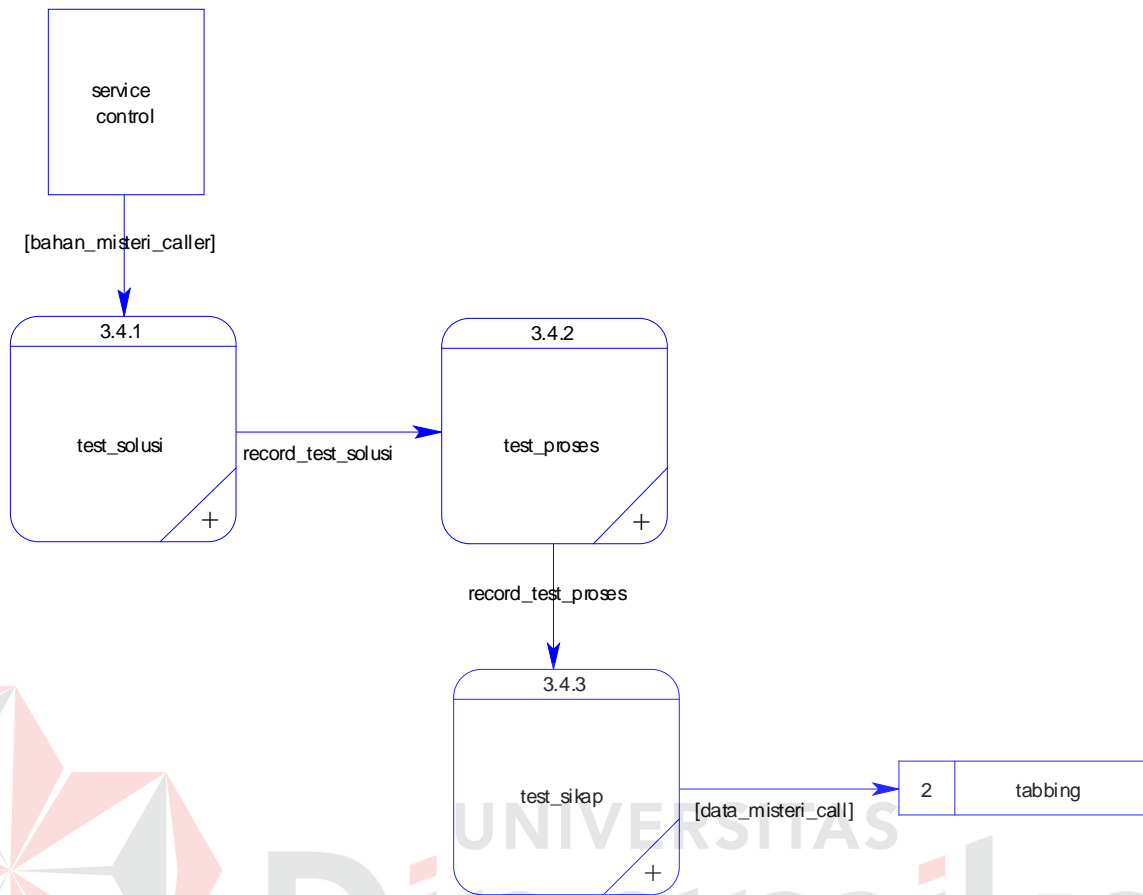 service
control
[bahan_misteri_caller]
3.4.1
test_solusi
+
record_test_solusi
3.4.2
test_proses
+
record_test_proses
3.4.3
test_sikap
+
[data_misteri_call]
2
tabbing
UNIVERSITAS